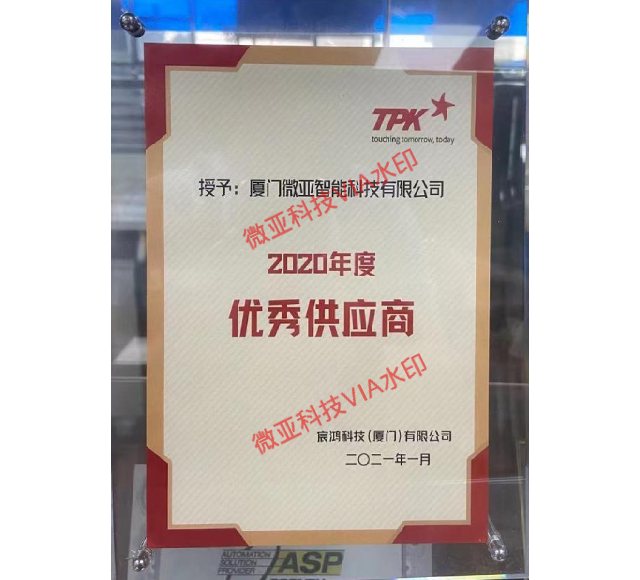 TPK
touching tomorrow, today
授予：厦门微亚智能科技有限公司
微亚科技VIA水印
2020年度
优秀供应商
微亚科技VIA水印
宸鸿科技(厦门)有限公司
二〇二一年一月
AUTOMATION
SOLUTION
PROVIDER
ASP